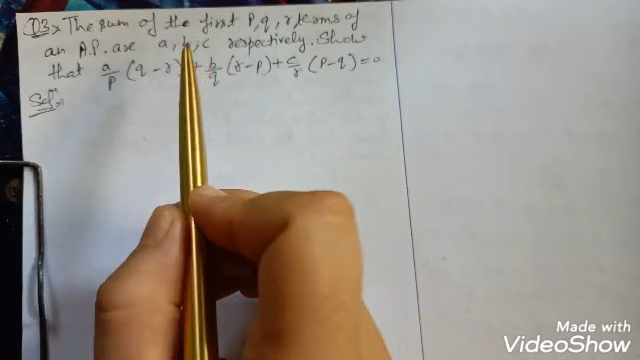 Q3> The sum of the first p, q, r, terms of
an A.P. are a, b, c respectively. Show
that a/p (q-r) + b/q (r-p) + c/r (p-q) = 0
Sol:-
Made with
VideoShow